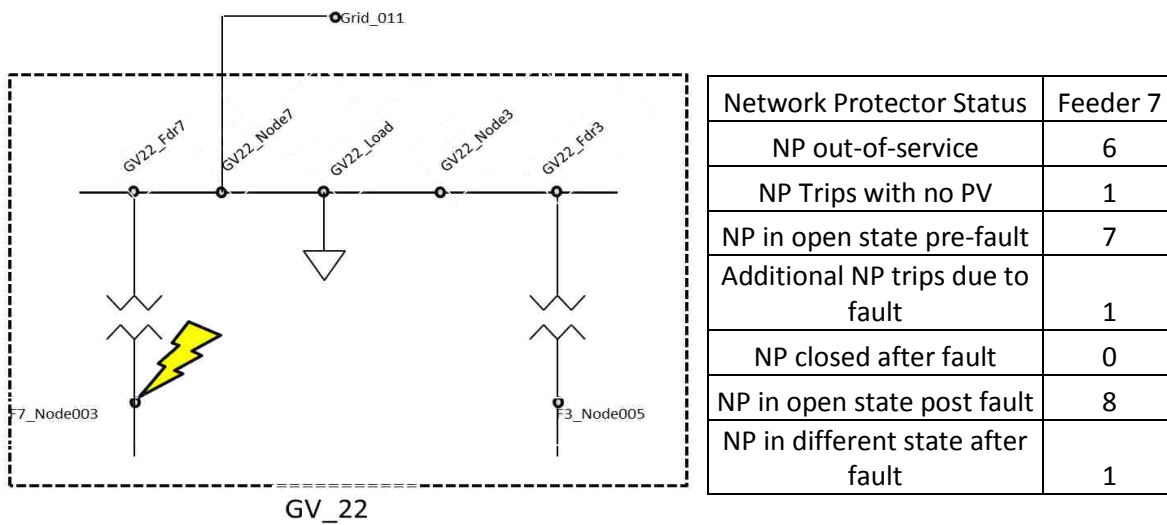 Grid_011
GV22_Fdr7
GV22_Node7
GV22_Load
GV22_Node3
GV22_Fdr3
F7_Node003
F3_Node005
GV_22
Network Protector Status Feeder 7
NP out-of-service 6
NP Trips with no PV 1
NP in open state pre-fault 7
Additional NP trips due to
fault 1
NP closed after fault 0
NP in open state post fault 8
NP in different state after
fault 1